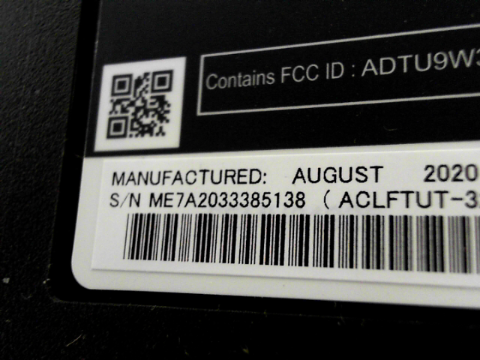 Contains FCC ID : ADTU9W3
MANUFACTURED: AUGUST 2020
S/N ME7A2033385138 ( ACLFTUT-3